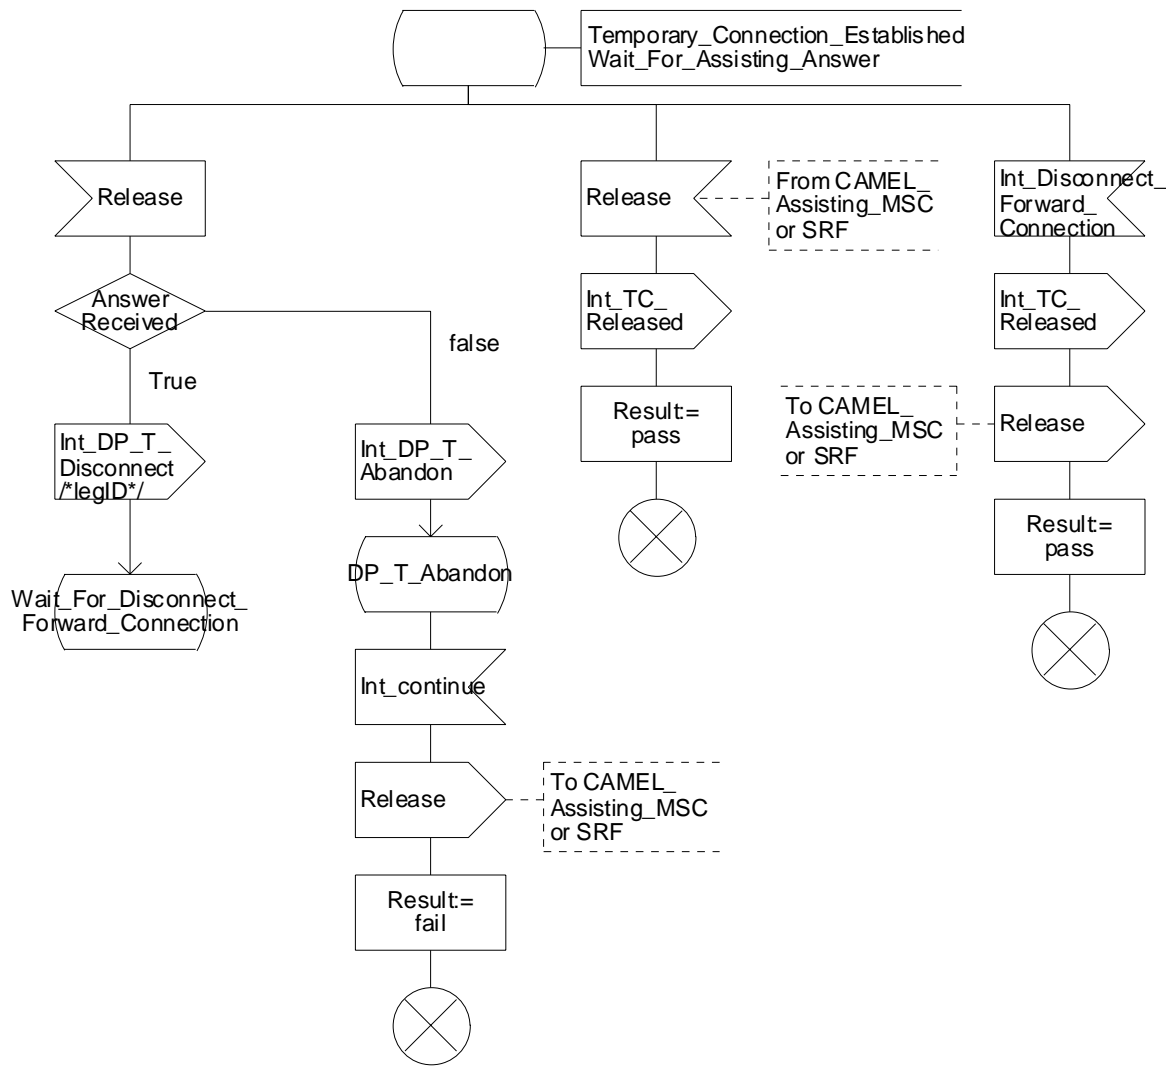 Temporary_Connection_Established
Wait_For_Assisting_Answer
Release
Release
From CAMEL_
Assisting_MSC
or SRF
Int_Disconnect_
Forward_
Connection
Answer
Received
Int_TC_
Released
Int_TC_
Released
false
True
Result:=
pass
To CAMEL_
Assisting_MSC
or SRF
Release
Int_DP_T_
Disconnect
/*legID*/
Int_DP_T_
Abandon
Result:=
pass
DP_T_Abandon
Wait_For_Disconnect_
Forward_Connection
Int_continue
Release
To CAMEL_
Assisting_MSC
or SRF
Result:=
fail